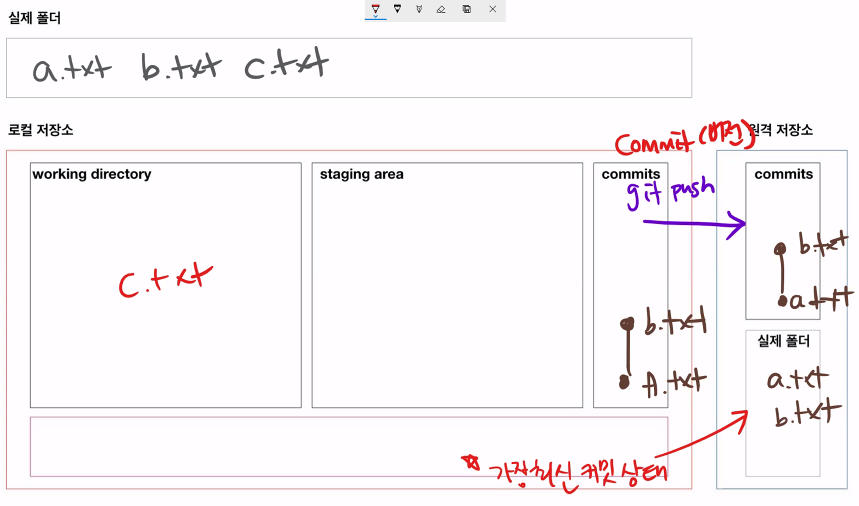 실제 폴더
a.txt b.txt c.txt
로컬 저장소
원격 저장소
commit (버전)
working directory
staging area
commits
commits
git push
c.txt
b.txt
A.txt
b.txt
a.txt
실제 폴더
a.txt
b.txt
가장 최신 커밋 상태